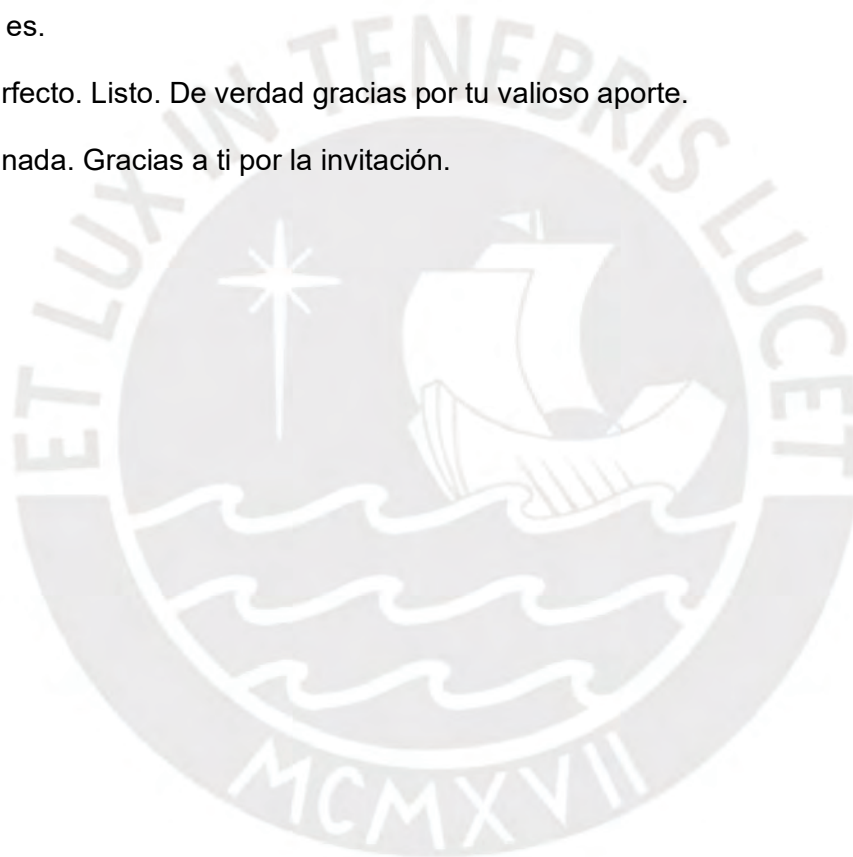 es.
rfecto. Listo. De verdad gracias por tu valioso aporte.
nada. Gracias a ti por la invitación.
ET LUX IN TENEBRIS LUCET
MCMXVII